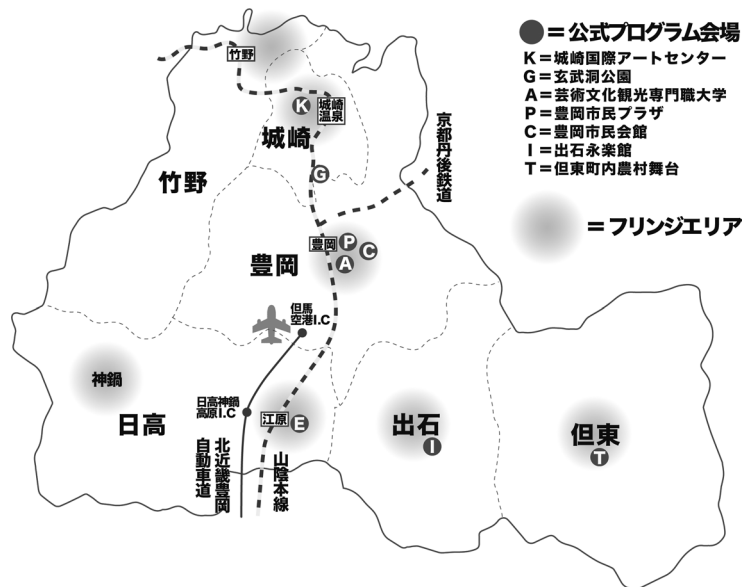 ●＝公式プログラム会場
K＝城崎国際アートセンター
G＝玄武洞公園
A＝芸術文化観光専門職大学
P＝豊岡市民プラザ
C＝豊岡市民会館
I＝出石永楽館
T＝但東町内農村舞台
＝フリンジエリア
竹野
K
城崎
温泉
城崎
京都丹後鉄道
G
竹野
豊岡
P
C
A
豊岡
但馬
空港I.C
神鍋
日高神鍋
高原I.C
江原
E
日高
出石
I
但東
T
北近畿豊岡
自動車道
山陰本線